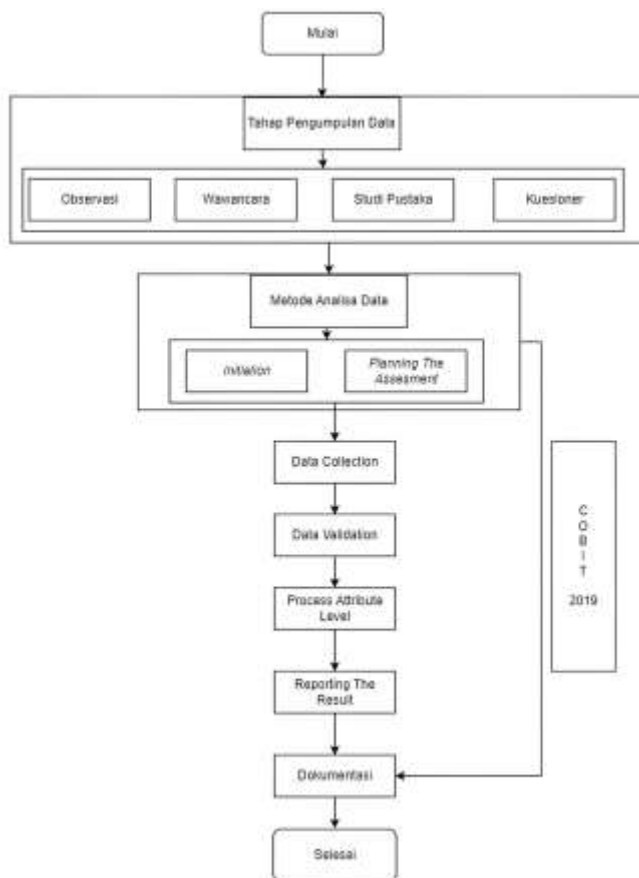 Mulai
Tahap Pengumpulan Data
Observasi
Wawancara
Studi Pustaka
Kuesioner
Metode Analisa Data
Initiation
Planning The
Assesment
Data Collection
Data Validation
Process Attribute
Level
Reporting The
Result
Dokumentasi
Selesai
C
O
B
I
T
2019